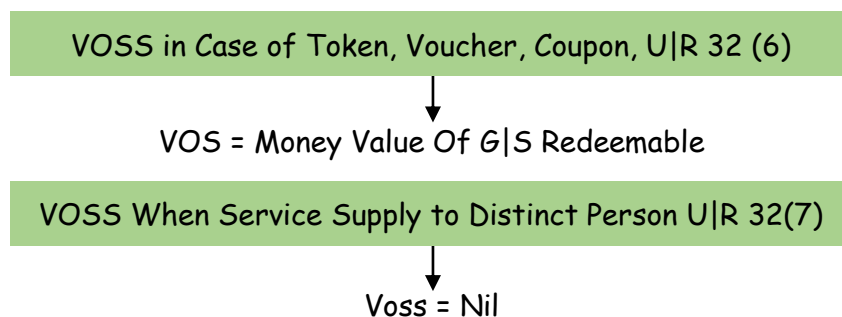 VOSS in Case of Token, Voucher, Coupon, U|R 32 (6)
VOS = Money Value Of G|S Redeemable
VOSS When Service Supply to Distinct Person U|R 32(7)
Voss = Nil